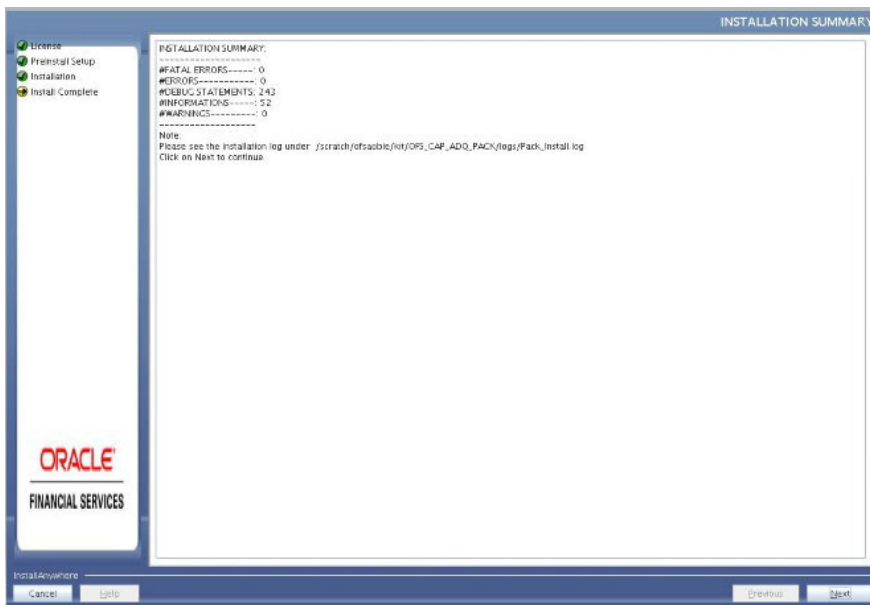 INSTALLATION SUMMARY
License
Preinstall Setup
Installation
Install Complete
INSTALLATION SUMMARY:
--------------------
#FATAL ERRORS-----: 0
#ERRORS-----------: 0
#DEBUG STATEMENTS: 243
#INFORMATIONS-----: 52
#WARNINGS---------: 0
-------------------
Note:
Please see the installation log under /scratch/ofsaobie/kit/OFS_CAP_ADQ_PACK/logs/Pack_Install.log
Click on Next to continue.
ORACLE
FINANCIAL SERVICES
InstallAnywhere
Cancel
Help
Previous
Next